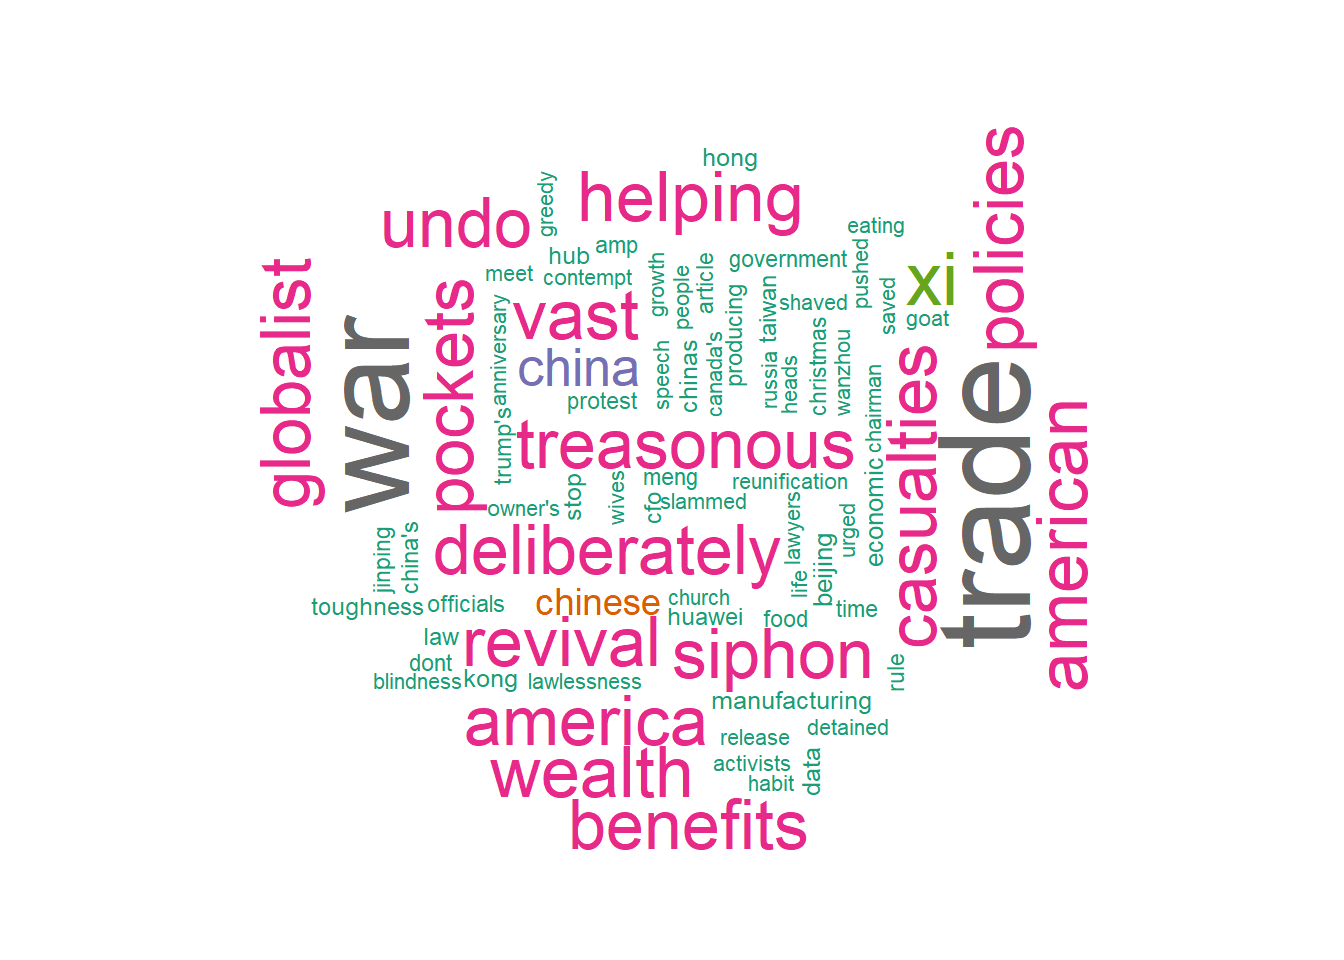 hong
helping
greedy
undo
policies
eating
amp
hub
government
pushed
contempt
meet
growth
people
article
taiwan
xi
globalist
vast
shaved
saved
goat
pockets
war
anniversary
china
speech
chinas
canada's
producing
russia
heads
christmas
wanzhou
protest
chairman
casualties
trade
american
trump's
treasonous
meng
reunification
economic
owner's
stop
wives
cfo
slammed
lawyers
urged
jinping
china's
deliberately
life
beijing
toughness
officials
chinese
church
huawei
food
time
law
revival
siphon
dont
rule
blindness
kong
lawlessness
manufacturing
america
release
detained
wealth
activists
habit
data
benefits